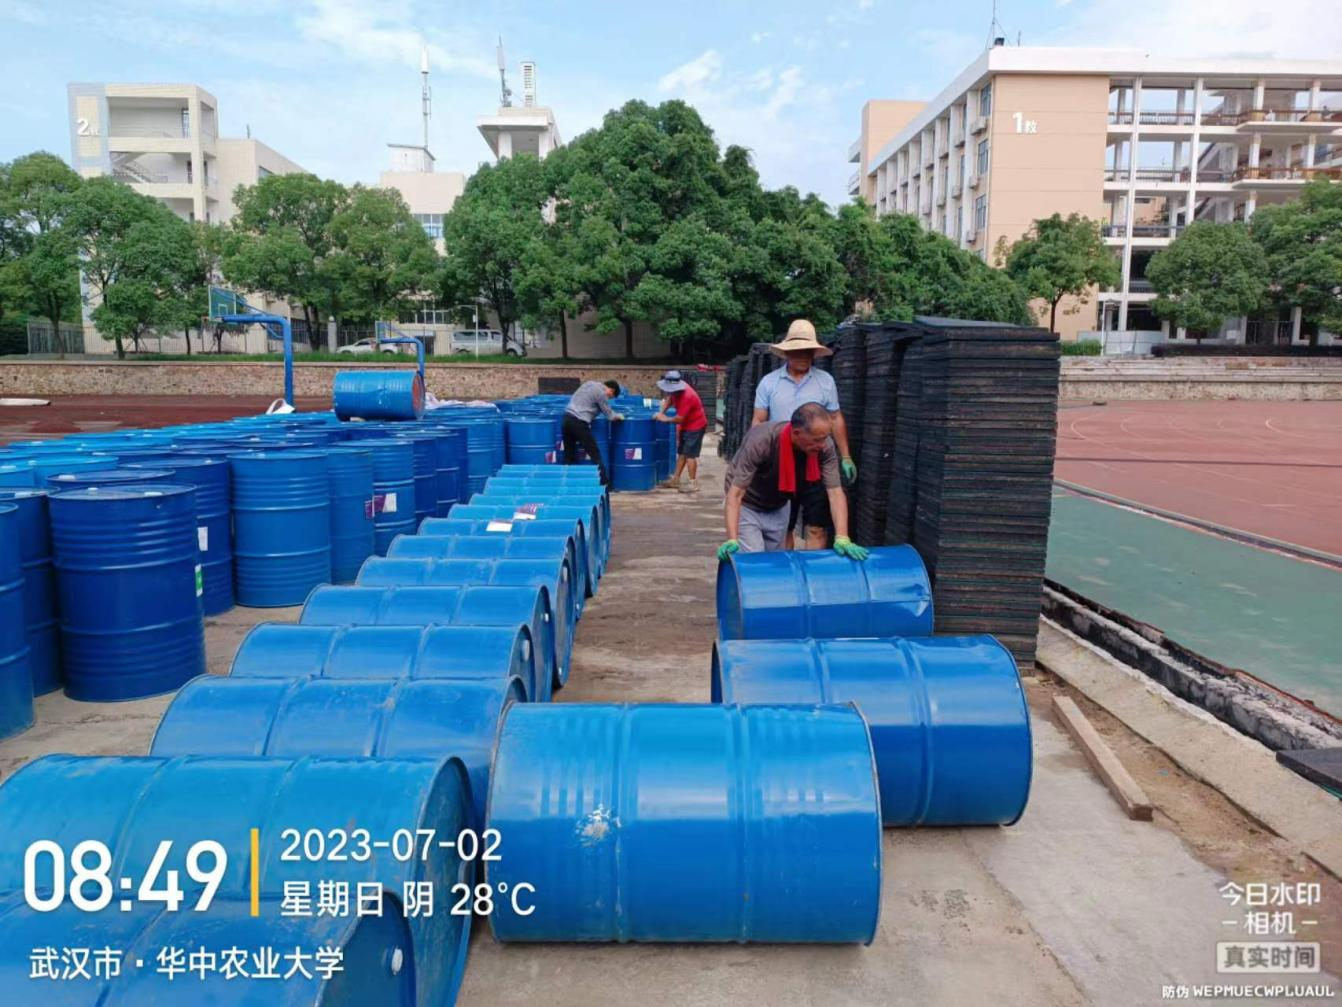 2教
1教
08:49
2023-07-02
星期日 阴 28°C
武汉市·华中农业大学
今日水印
-相机-
真实时间
防伪 WEPMUECWPLUAUL